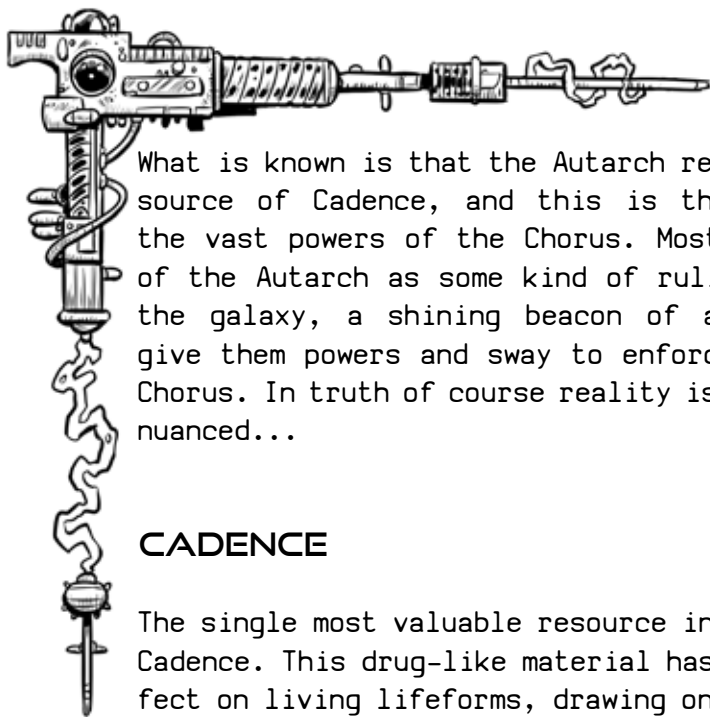 What is known is that the Autarch re
source of Cadence, and this is th
the vast powers of the Chorus. Most
of the Autarch as some kind of rul
the galaxy, a shining beacon of a
give them powers and sway to enforc
Chorus. In truth of course reality is
nuanced...
CADENCE
The single most valuable resource in
Cadence. This drug-like material has
fect on living lifeforms, drawing on